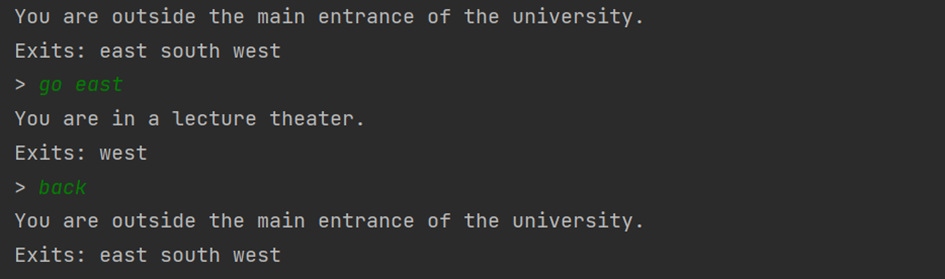 You are outside the main entrance of the university.
Exits: east south west
> go east
You are in a lecture theater.
Exits: west
> back
You are outside the main entrance of the university.
Exits: east south west